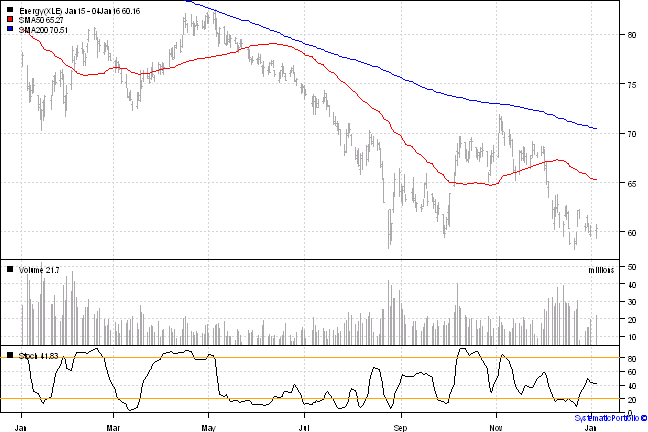 Energy(XLE) Jan15 - 04Jan16 60.16
SMA50 65.27
SMA200 70.51
80
75
70
65
60
Volume 21.7
millions
50
40
30
20
10
Stoch 41.83
80
60
40
20
0
Jan
Mar
May
Jul
Sep
Nov
Jan
SystematicPortfolio ©